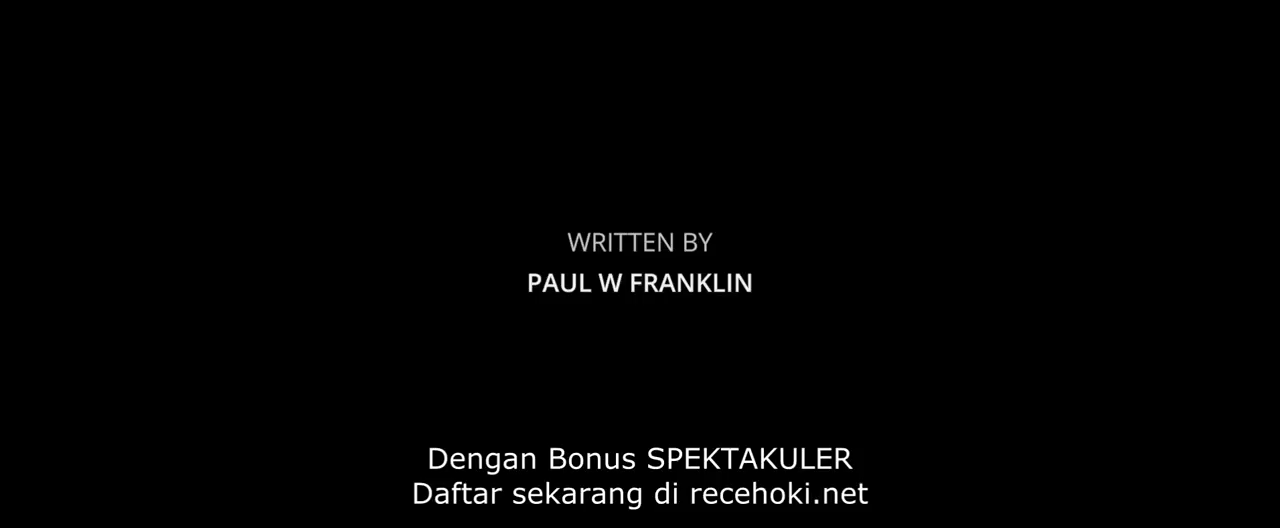 WRITTEN BY
PAUL W FRANKLIN
Dengan Bonus SPEKTAKULER
Daftar sekarang di recehoki.net